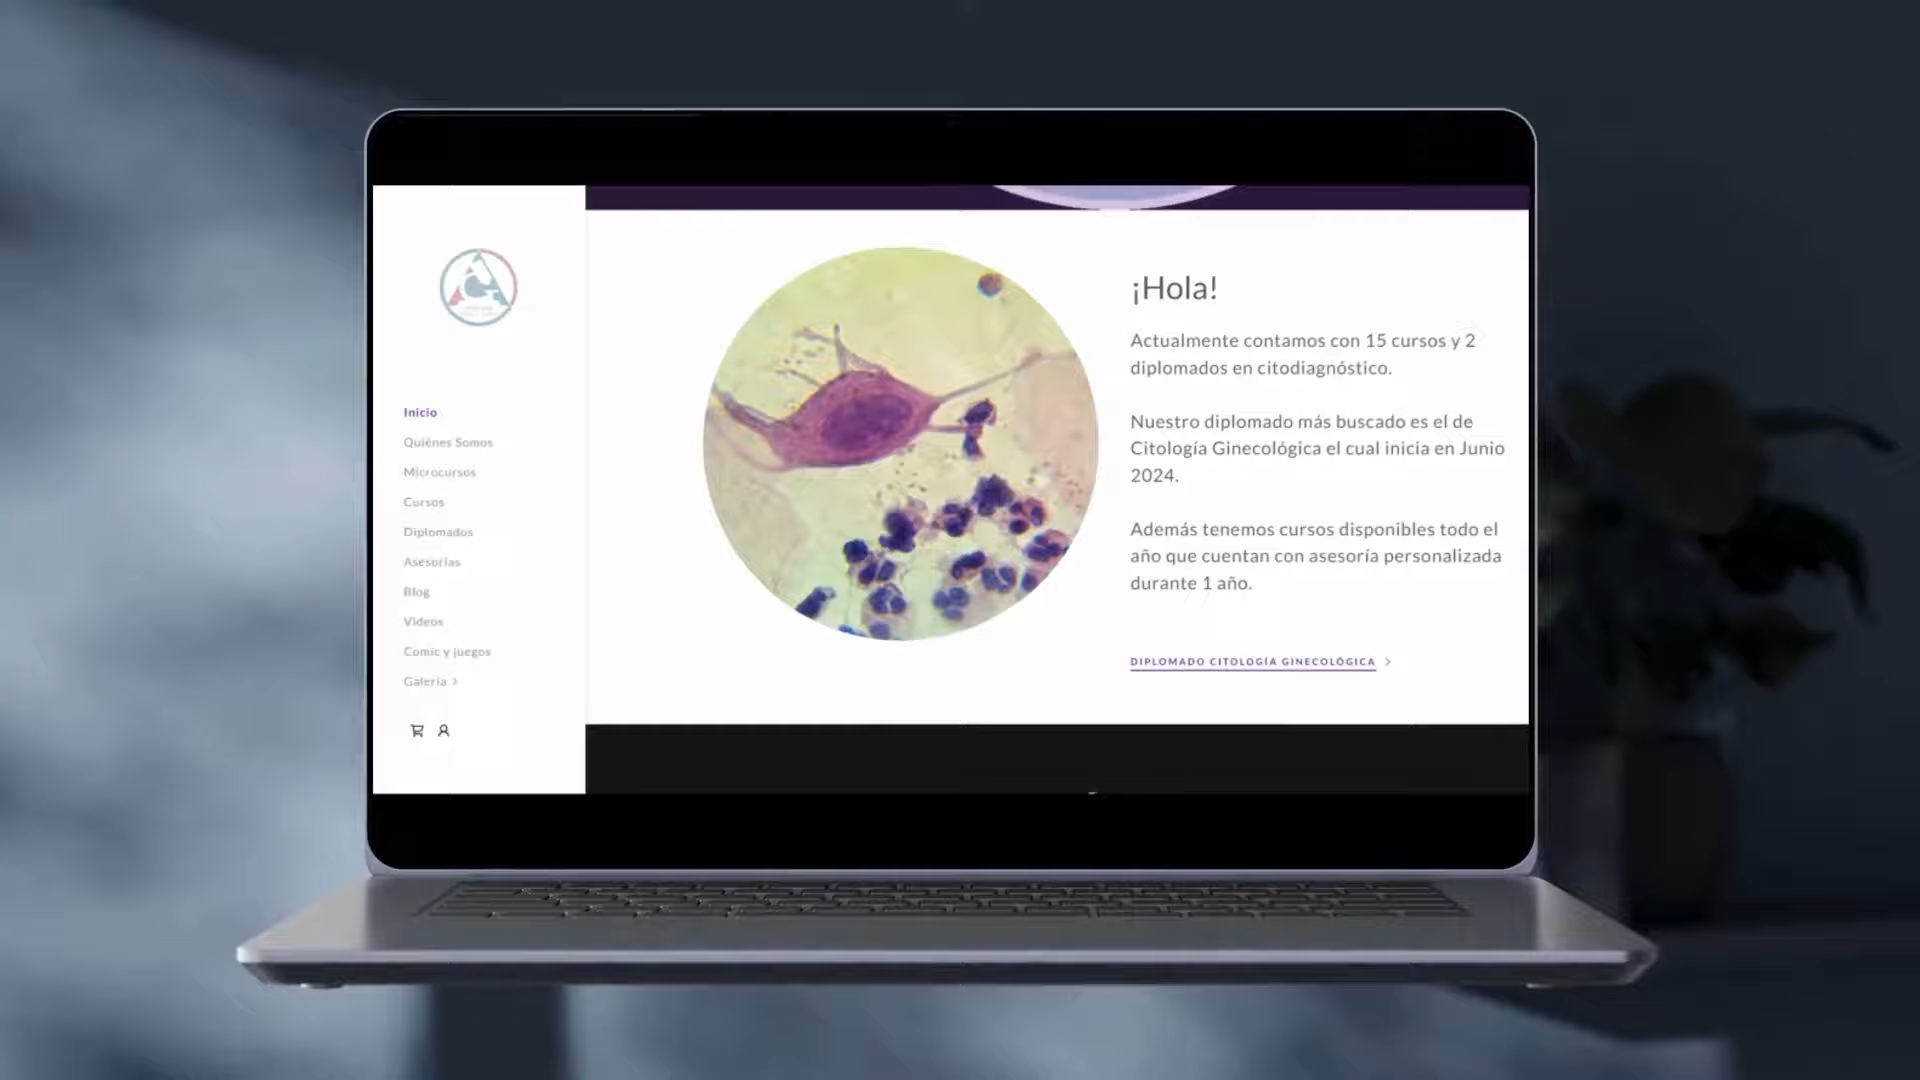 Inicio
Quiénes Somos
Microcursos
Cursos
Diplomados
Asesorías
Blog
Videos
Comic y juegos
Galería
¡Hola!
Actualmente contamos con 15 cursos y 2
diplomados en citodiagnóstico.
Nuestro diplomado más buscado es el de
Citología Ginecológica el cual inicia en Junio
2024.
Además tenemos cursos disponibles todo el
año que cuentan con asesoría personalizada
durante 1 año.
DIPLOMADO CITOLOGÍA GINECOLÓGICA